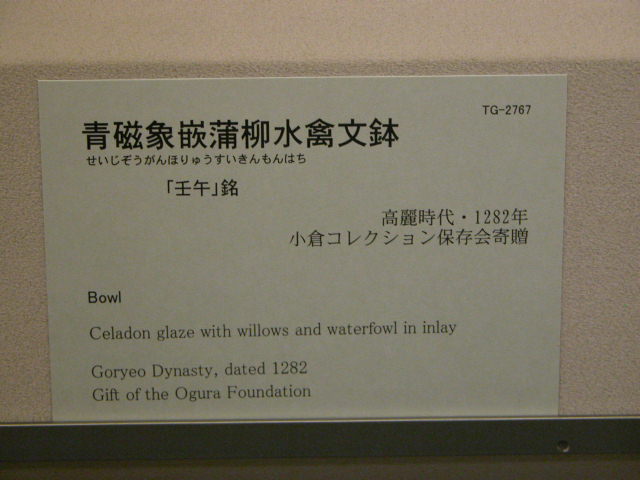 TG-2767
青磁象嵌蒲柳水禽文鉢
せいじぞうがんほりゅうすいきんもんはち
「壬午」銘
高麗時代・1282年
小倉コレクション保存会寄贈
Bowl
Celadon glaze with willows and waterfowl in inlay
Goryeo Dynasty, dated 1282
Gift of the Ogura Foundation